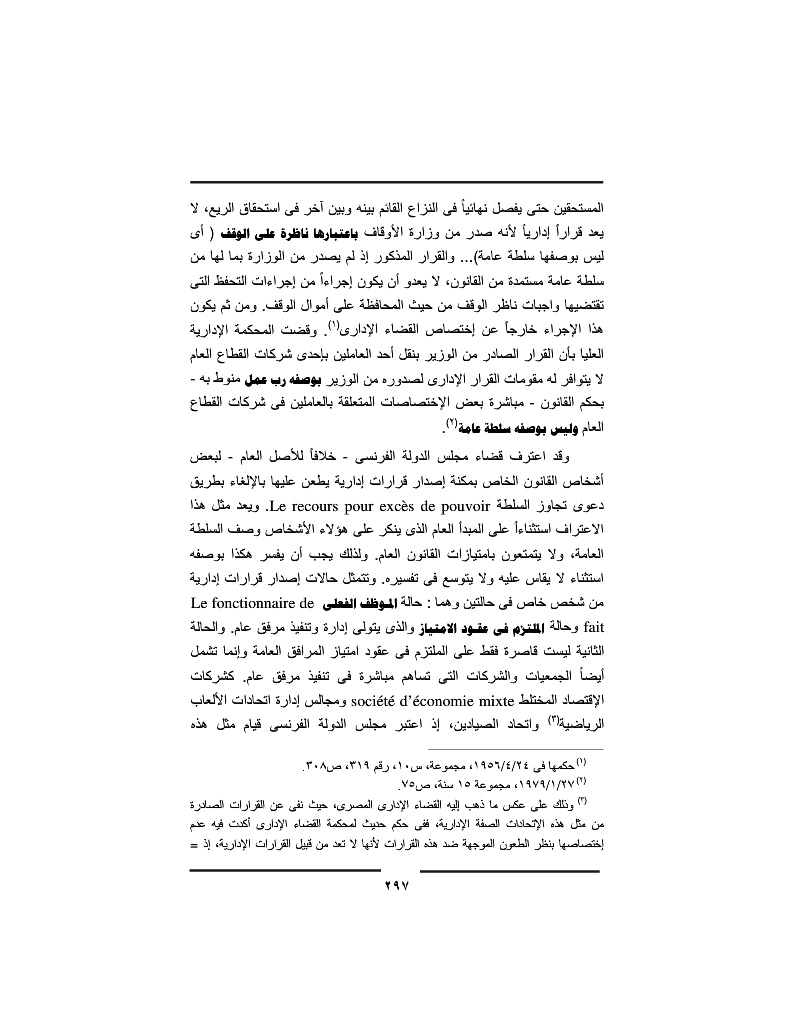 المستحقين حتى يفصل نهائياً فى النزاع القائم بينه وبين آخر فى استحقاق الريع، لا
يعد قراراً إدارياً لأنه صدر من وزارة الأوقاف باعتبارها ناظرة على الوقف ( أى
ليس بوصفها سلطة عامة)... والقرار المذكور إذ لم يصدر من الوزارة بما لها من
سلطة عامة مستمدة من القانون، لا يعدو أن يكون إجراءاً من إجراءات التحفظ التى
تقتضيها واجبات ناظر الوقف من حيث المحافظة على أموال الوقف. ومن ثم يكون
هذا الإجراء خارجاً عن إختصاص القضاء الإدارى(١). وقضت المحكمة الإدارية
العليا بأن القرار الصادر من الوزير بنقل أحد العاملين بإحدى شركات القطاع العام
لا يتوافر له مقومات القرار الإدارى لصدوره من الوزير بوصفه رب عمل منوط به -
بحكم القانون - مباشرة بعض الإختصاصات المتعلقة بالعاملين فى شركات القطاع
العام وليس بوصفه سلطة عامة(٢).
وقد اعترف قضاء مجلس الدولة الفرنسى - خلافاً للأصل العام - لبعض
أشخاص القانون الخاص بمكنة إصدار قرارات إدارية يطعن عليها بالإلغاء بطريق
دعوى تجاوز السلطة Le recours pour excès de pouvoir. ويعد مثل هذا
الاعتراف استثناءاً على المبدأ العام الذى ينكر على هؤلاء الأشخاص وصف السلطة
العامة، ولا يتمتعون بامتيازات القانون العام. ولذلك يجب أن يفسر هكذا بوصفه
استثناء لا يقاس عليه ولا يتوسع فى تفسيره. وتتمثل حالات إصدار قرارات إدارية
من شخص خاص فى حالتين وهما : حالة الموظف الفعلى Le fonctionnaire de
fait وحالة الملتزم فى عقود الامتياز والذى يتولى إدارة وتنفيذ مرفق عام. والحالة
الثانية ليست قاصرة فقط على الملتزم فى عقود امتياز المرافق العامة وإنما تشمل
أيضاً الجمعيات والشركات التى تساهم مباشرة فى تنفيذ مرفق عام. كشركات
الإقتصاد المختلط société d’économie mixte ومجالس إدارة اتحادات الألعاب
الرياضية(٣) واتحاد الصيادين، إذ اعتبر مجلس الدولة الفرنسى قيام مثل هذه
(١) حكمها فى ١٩٥٦/٤/٢٤، مجموعة، س١٠، رقم ٣١٩، ص٣٠٨.
(٢) ١٩٧٩/١/٢٧، مجموعة ١٥ سنة، ص٧٥.
(٣) وذلك على عكس ما ذهب إليه القضاء الإدارى المصرى، حيث نفى عن القرارات الصادرة
من مثل هذه الإتحادات الصفة الإدارية، ففى حكم حديث لمحكمة القضاء الإدارى أكدت فيه عدم
إختصاصها بنظر الطعون الموجهة ضد هذه القرارات لأنها لا تعد من قبيل القرارات الإدارية، إذ =
٢٩٧